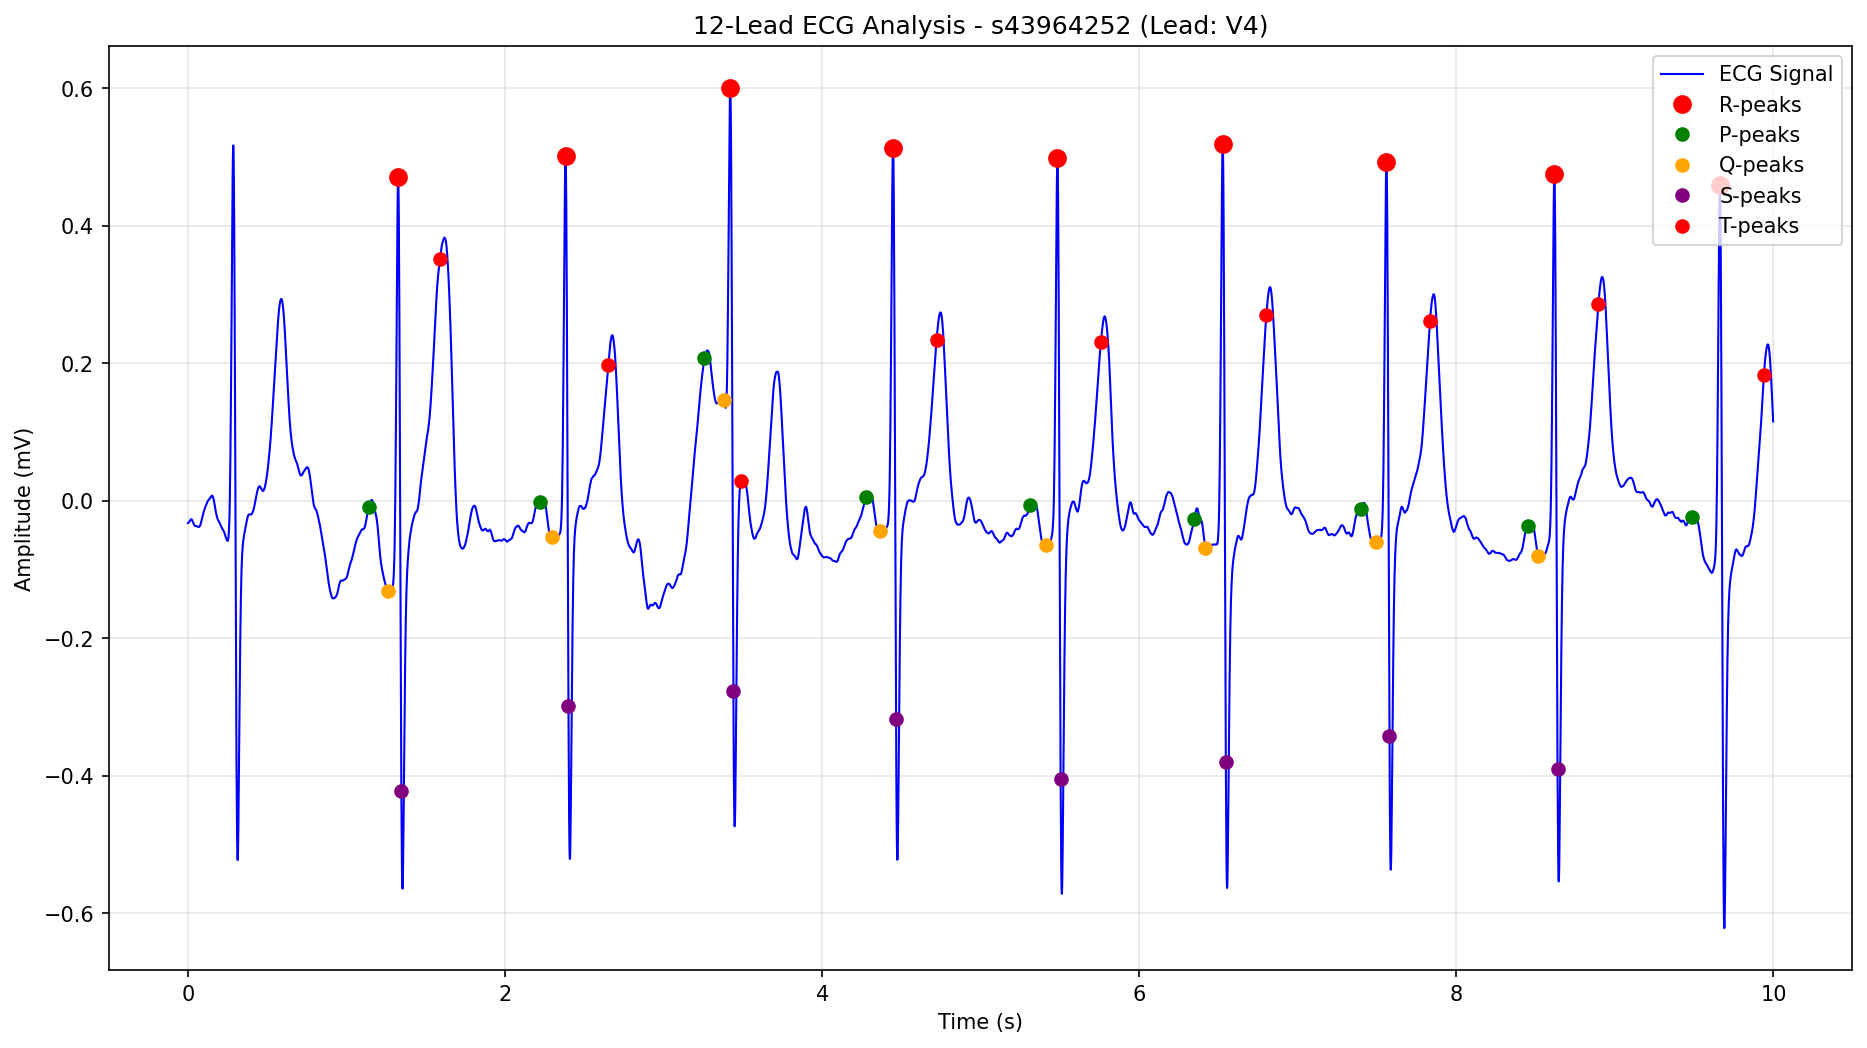 12-Lead ECG Analysis - s43964252 (Lead: V4)
ECG Signal
R-peaks
P-peaks
Q-peaks
S-peaks
T-peaks
Amplitude (mV)
0.6
0.4
0.2
0.0
−0.2
−0.4
−0.6
0 2 4 6 8 10
Time (s)